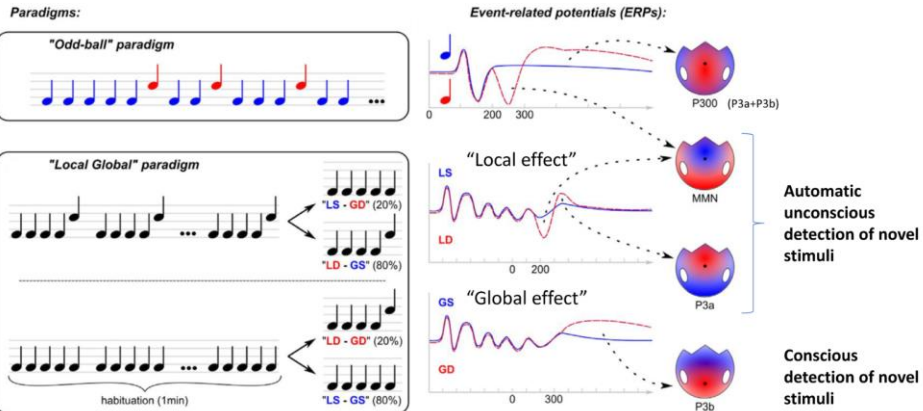 Paradigms:
Event-related potentials (ERPs):
"Odd-ball" paradigm
...
0 200 300
P300 (P3a+P3b)
"Local Global" paradigm
"LS - GD" (20%)
...
"LD - GS" (80%)
"LD - GD" (20%)
...
habituation (1min)
"LS - GS" (80%)
"Local effect"
LS
LD
0 200
MMN
P3a
Automatic
unconscious
detection of novel
stimuli
"Global effect"
GS
GD
0 300
P3b
Conscious
detection of novel
stimuli